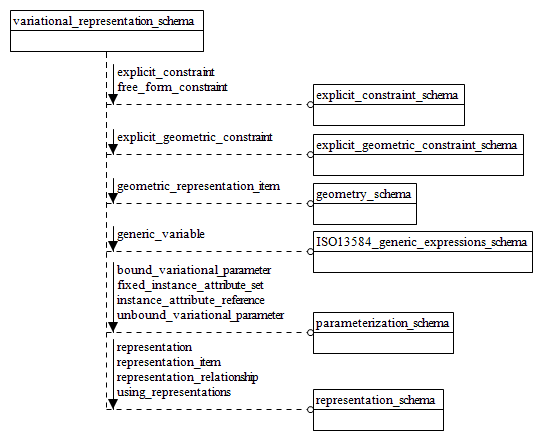 variational_representation_schema
explicit_constraint
free_form_constraint
explicit_constraint_schema
explicit_geometric_constraint
explicit_geometric_constraint_schema
geometric_representation_item
geometry_schema
generic_variable
ISO13584_generic_expressions_schema
bound_variational_parameter
fixed_instance_attribute_set
instance_attribute_reference
unbound_variational_parameter
parameterization_schema
representation
representation_item
representation_relationship
using_representations
representation_schema